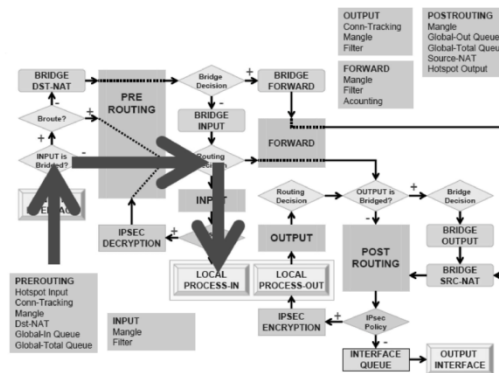 OUTPUT
Conn-Tracking
Mangle
Filter
POSTROUTING
Mangle
Global-Out Queue
Global-Total Queue
Source-NAT
Hotspot Output
FORWARD
Mangle
Filter
Acounting
BRIDGE
DST-NAT
PRE
ROUTING
Bridge
Decision
+
BRIDGE
FORWARD
-
-
BRIDGE
INPUT
Broute?
+
+
INPUT is
Bridged?
-
Routing
+
FORWARD
INPUT
Routing
Decision
OUTPUT is
Bridged?
+
Bridge
Decision
-
IPSEC
DECRYPTION
+
OUTPUT
POST
ROUTING
BRIDGE
OUTPUT
LOCAL
PROCESS-IN
LOCAL
PROCESS-OUT
BRIDGE
SRC-NAT
PREROUTING
Hotspot Input
Conn-Tracking
Mangle
Dst-NAT
Global-In Queue
Global-Total Queue
INPUT
Mangle
Filter
IPSEC
ENCRYPTION
+
IPsec
Policy
-
INTERFACE
QUEUE
OUTPUT
INTERFACE